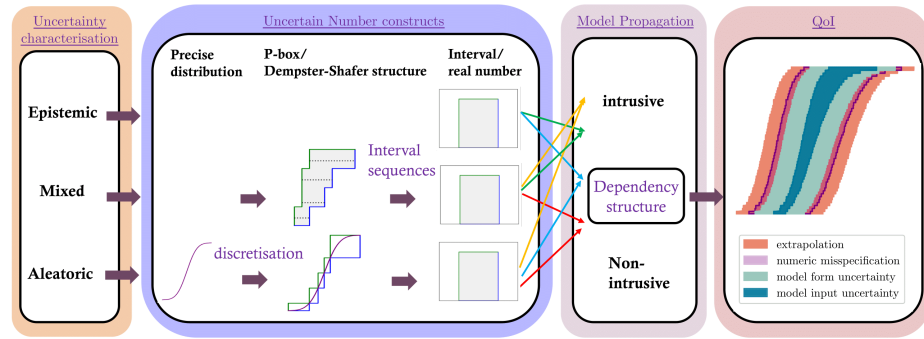 Uncertainty
characterisation
Uncertain Number constructs
Model Propagation
QoI
Precise
distribution
P-box/
Dempster-Shafer structure
Interval/
real number
Epistemic
Mixed
Aleatoric
Interval
sequences
discretisation
intrusive
Dependency
structure
Non-
intrusive
extrapolation
numeric misspecification
model form uncertainty
model input uncertainty